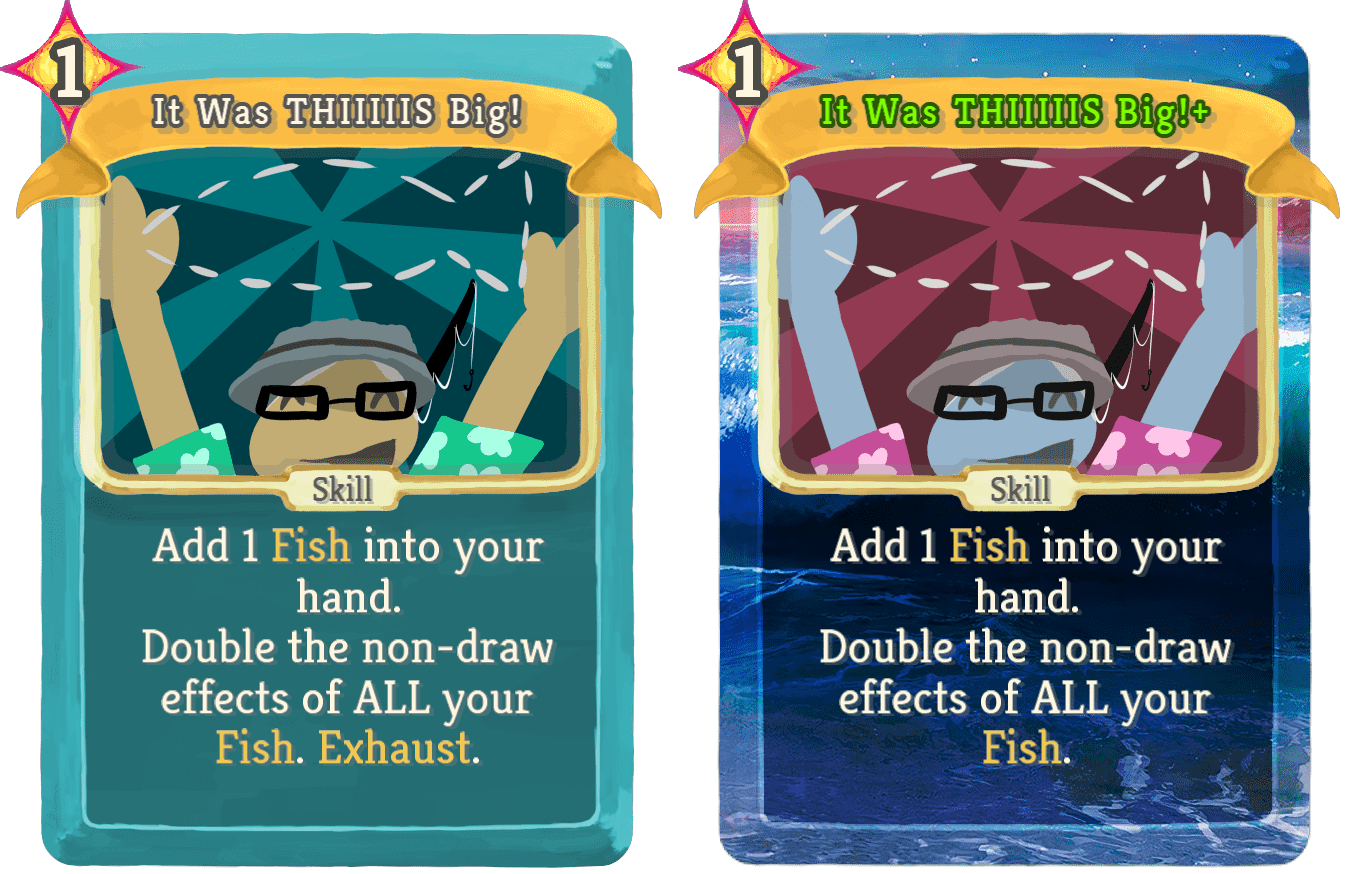 1
It Was THIIIIIS Big!
Skill
Add 1 Fish into your
hand.
Double the non-draw
effects of ALL your
Fish. Exhaust.
1
It Was THIIIIIS Big!+
Skill
Add 1 Fish into your
hand.
Double the non-draw
effects of ALL your
Fish.